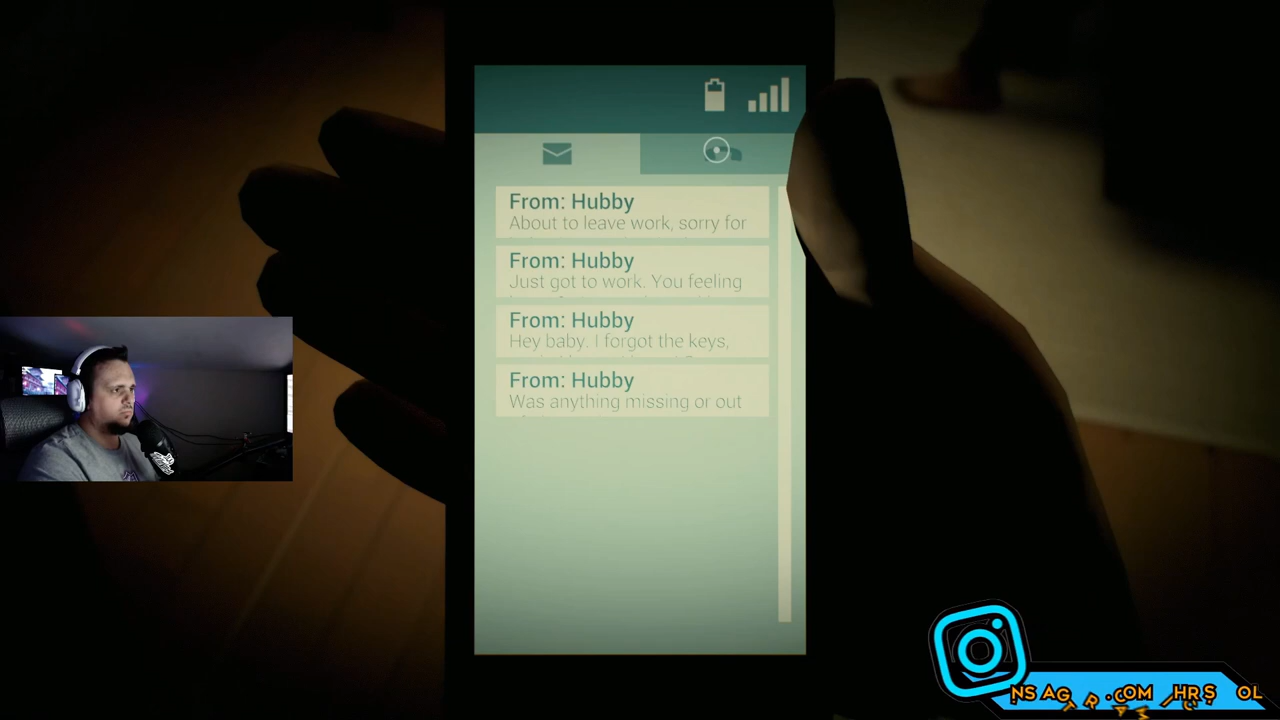 From: Hubby
About to leave work, sorry for
From: Hubby
Just got to work. You feeling
From: Hubby
Hey baby. I forgot the keys,
From: Hubby
Was anything missing or out